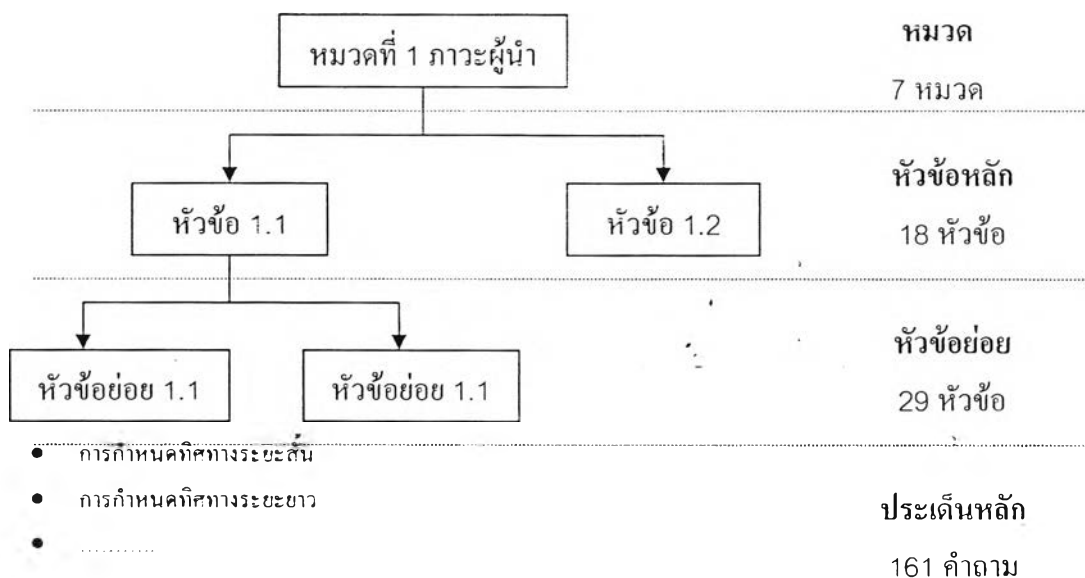 หมวดที่ 1 ภาวะผู้นำ
หมวด
7 หมวด
หัวข้อ 1.1
หัวข้อ 1.2
หัวข้อหลัก
18 หัวข้อ
หัวข้อย่อย 1.1
หัวข้อย่อย 1.1
หัวข้อย่อย
29 หัวข้อ
• การกำหนดทิศทางระยะสั้น
• การกำหนดทิศทางระยะยาว
• ...........
ประเด็นหลัก
161 คำถาม